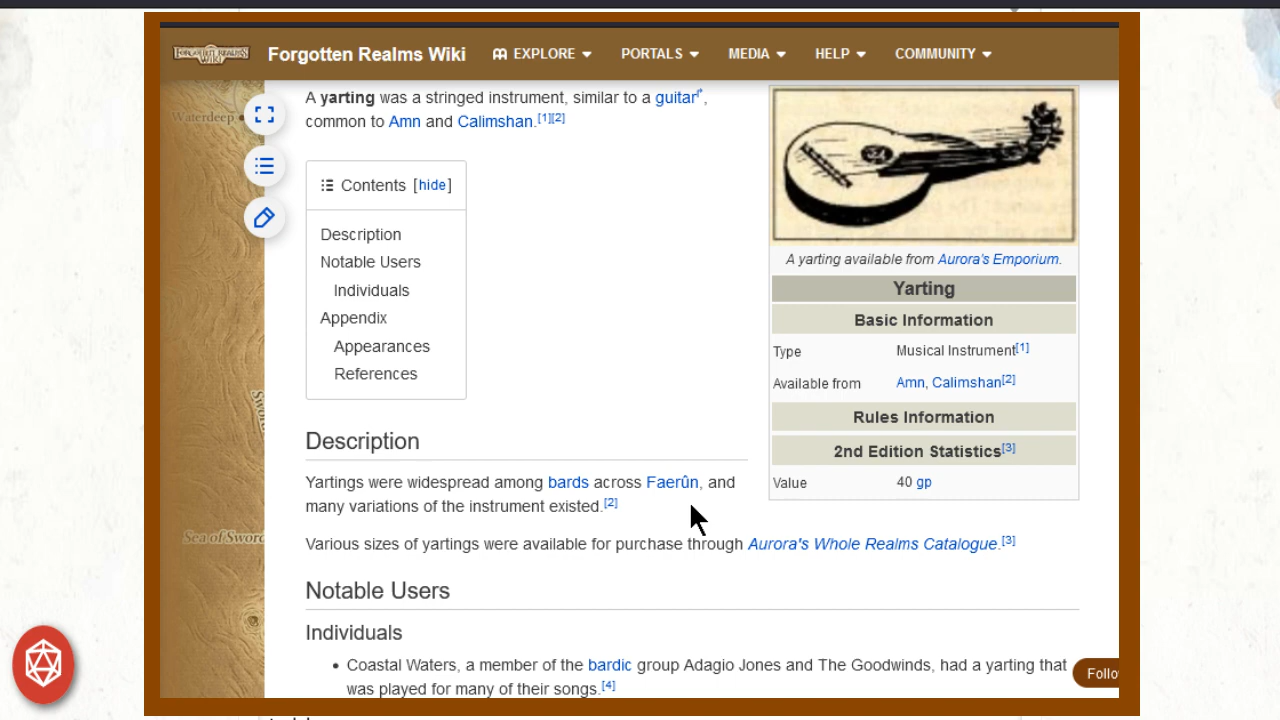 FORGOTTEN REALMS WIKI
Forgotten Realms Wiki
EXPLORE
PORTALS
MEDIA
HELP
COMMUNITY
Waterdeep
A yarting was a stringed instrument, similar to a guitar,
common to Amn and Calimshan.[1][2]
Contents [hide]
Description
Notable Users
Individuals
Appendix
Appearances
References
A yarting available from Aurora's Emporium.
Yarting
Basic Information
Type Musical Instrument[1]
Available from Amn, Calimshan[2]
Rules Information
2nd Edition Statistics[3]
Value 40 gp
Description
Yartings were widespread among bards across Faerûn, and
many variations of the instrument existed.[2]
Sea of Sword
Various sizes of yartings were available for purchase through Aurora's Whole Realms Catalogue.[3]
Notable Users
Individuals
• Coastal Waters, a member of the bardic group Adagio Jones and The Goodwinds, had a yarting that
was played for many of their songs.[4]
Follo